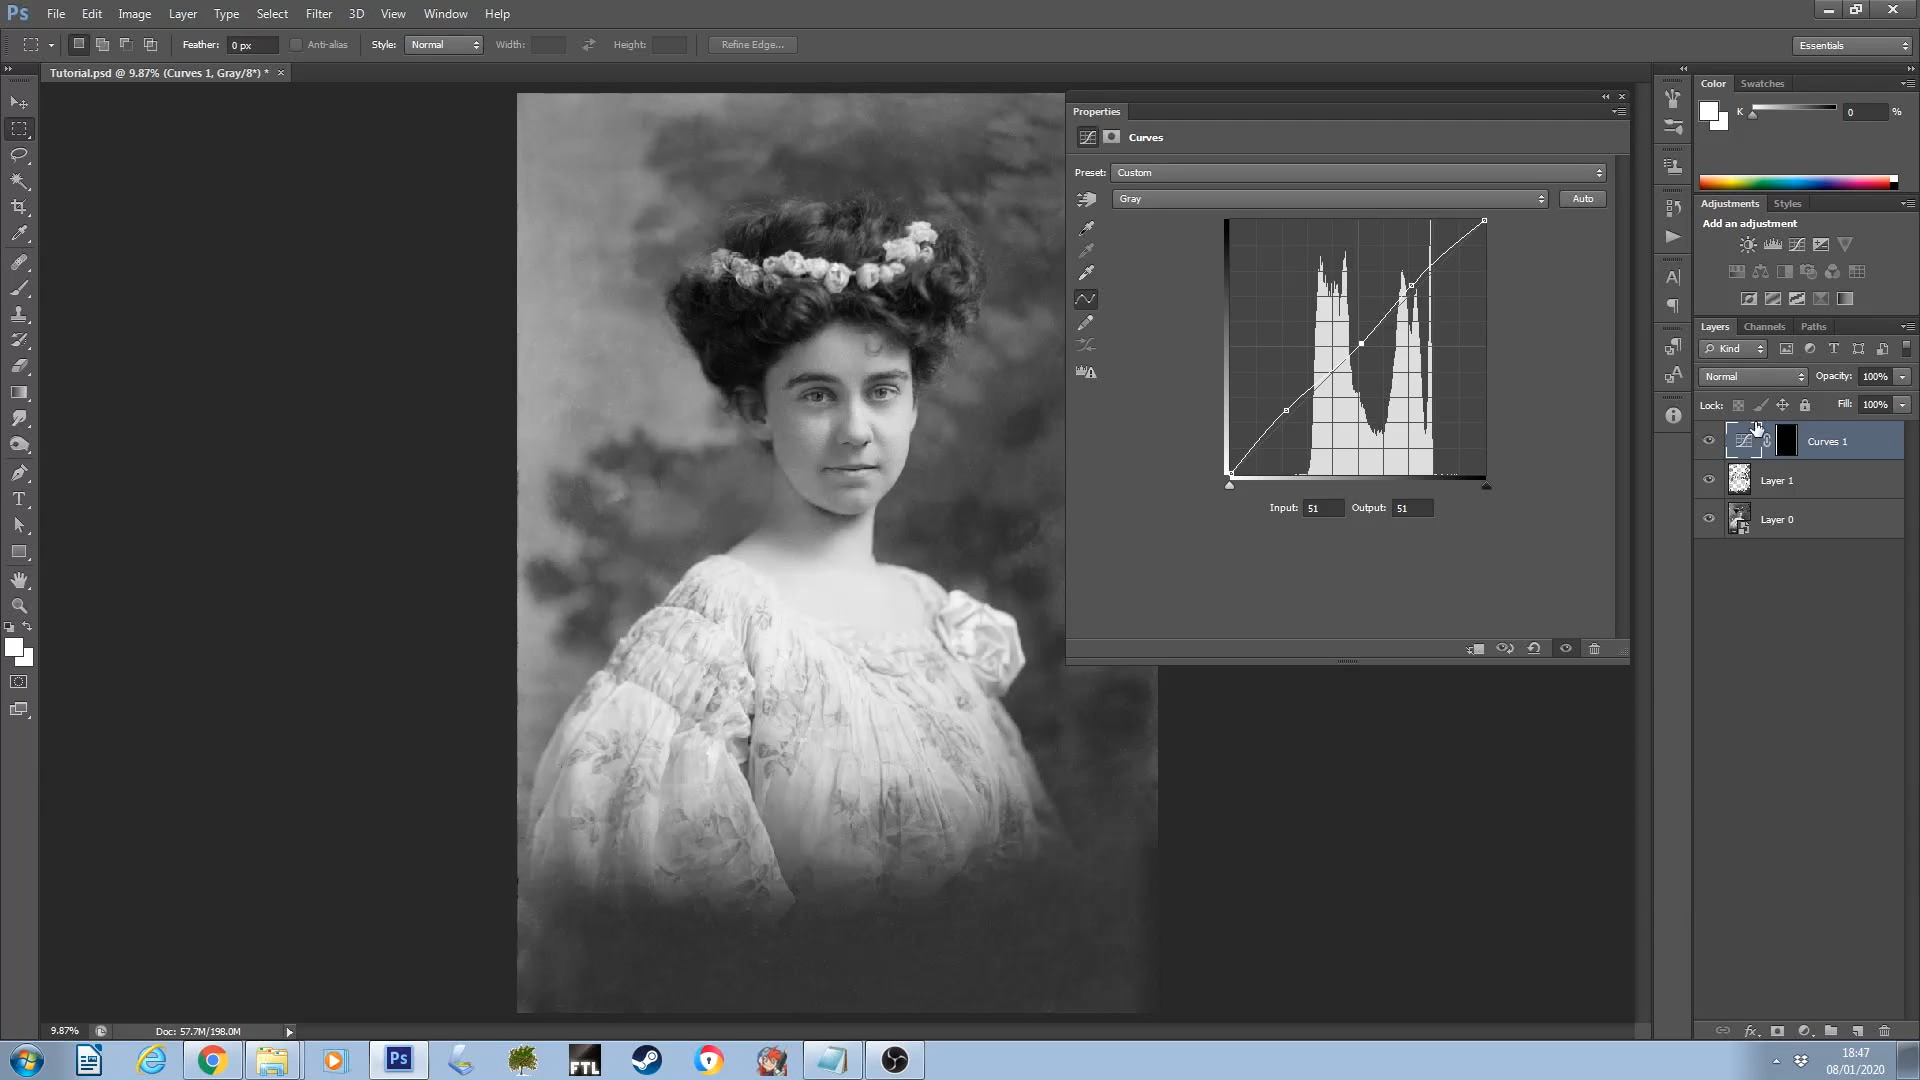 Ps File Edit Image Layer Type Select Filter 3D View Window Help
Feather: 0 px Anti-alias Style: Normal Width: Height: Refine Edge... Essentials
Tutorial.psd @ 9.87% (Curves 1, Gray/8*) * ×
Properties
Curves
Preset: Custom
Gray Auto
Input: 51 Output: 51
Color Swatches
K 0 %
Adjustments Styles
Add an adjustment
Layers Channels Paths
Kind
Normal Opacity: 100%
Lock: Fill: 100%
Curves 1
Layer 1
Layer 0
9.87% Doc: 57.7M/198.0M
Ps FTL
18:47
08/01/2020